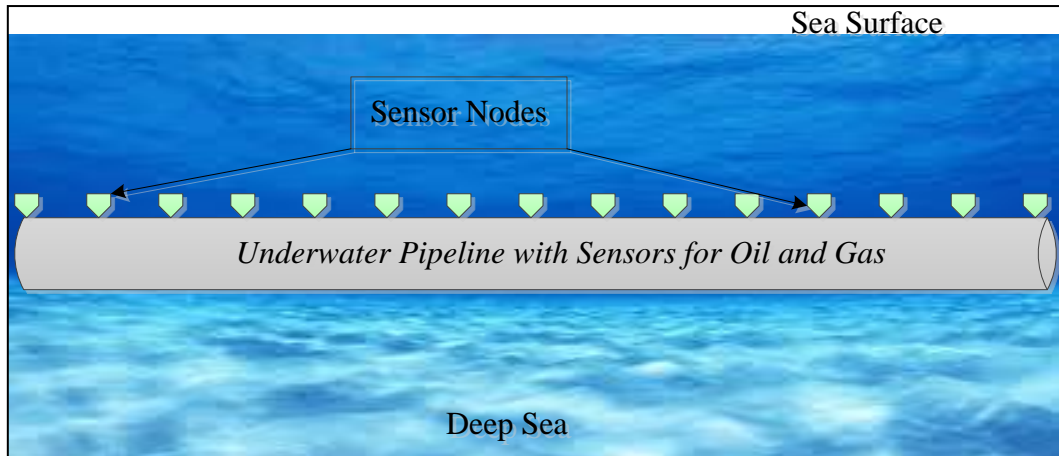 Sea Surface
Sensor Nodes
Underwater Pipeline with Sensors for Oil and Gas
Deep Sea